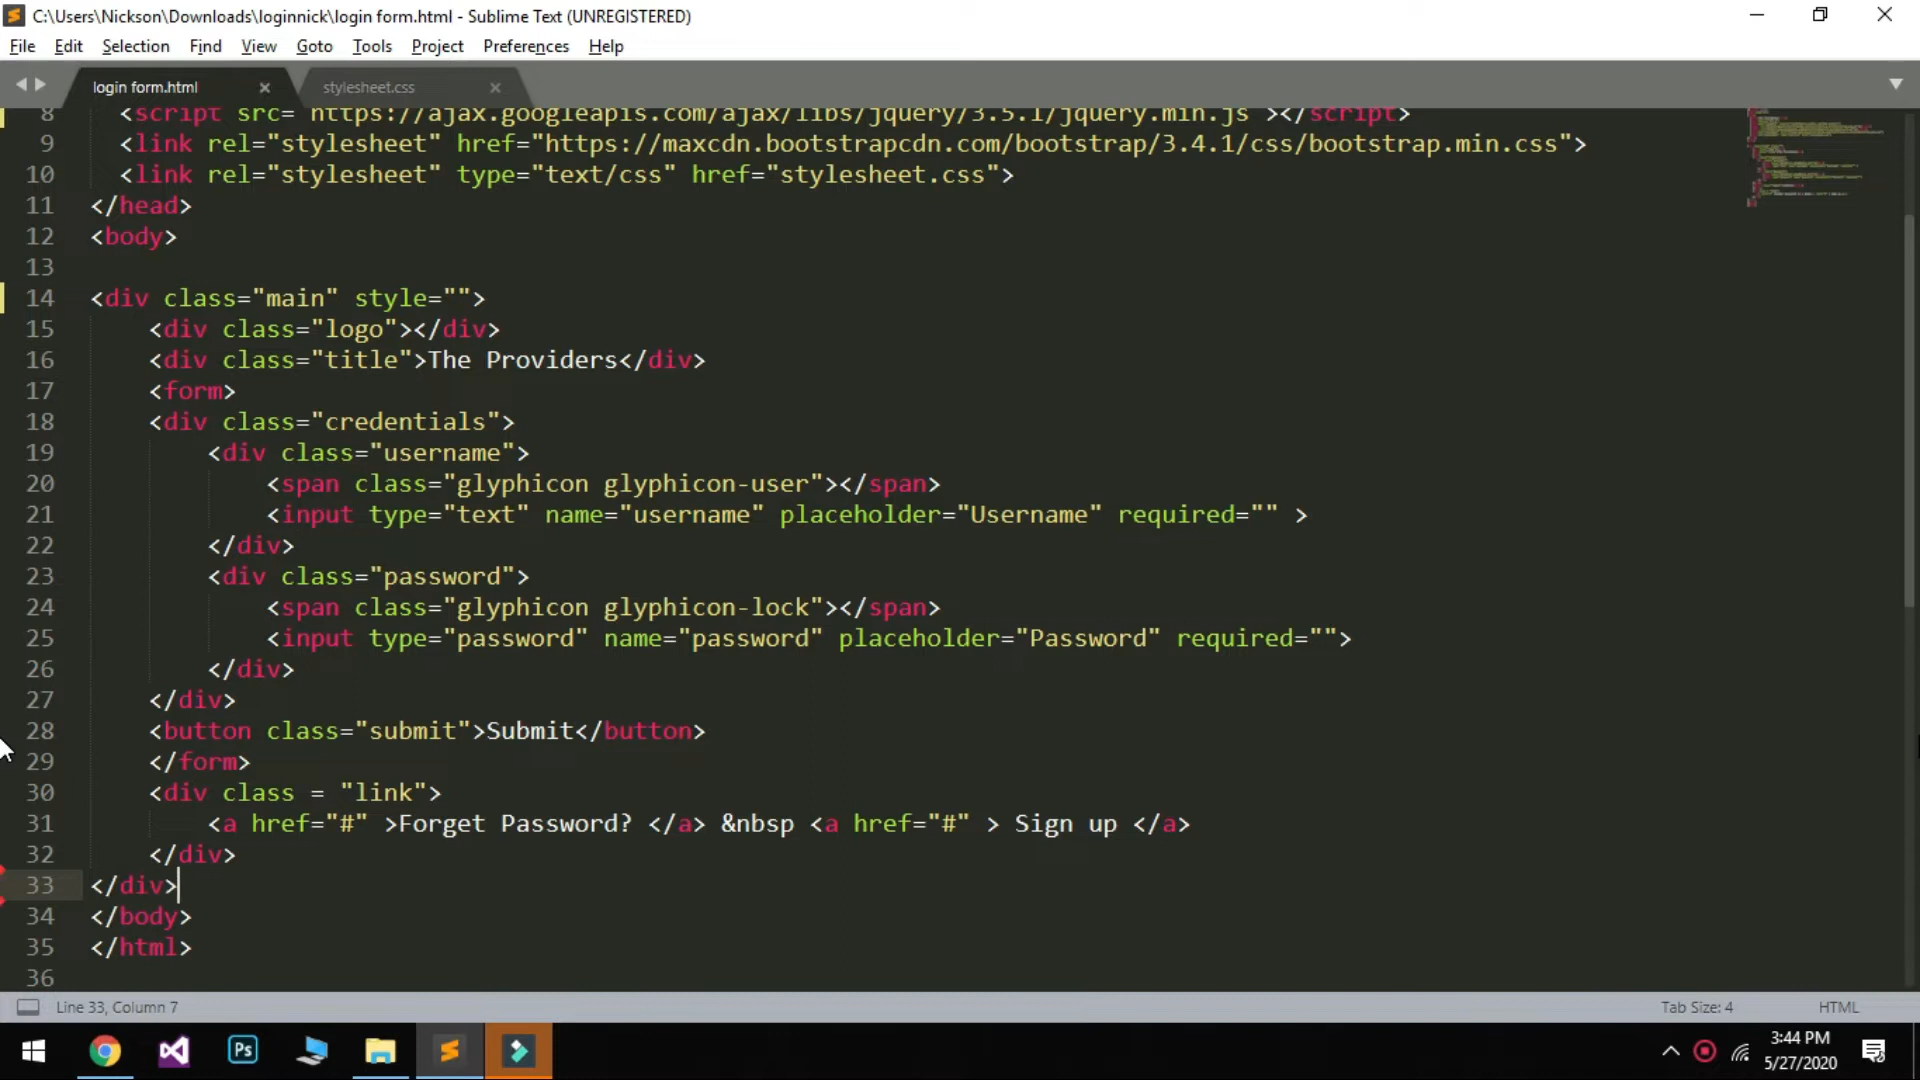 C:\Users\Nickson\Downloads\loginnick\login form.html - Sublime Text (UNREGISTERED)
File Edit Selection Find View Goto Tools Project Preferences Help
login form.html stylesheet.css
8 <script src= https://ajax.googleapis.com/ajax/libs/jquery/3.5.1/jquery.min.js ></script>
9 <link rel="stylesheet" href="https://maxcdn.bootstrapcdn.com/bootstrap/3.4.1/css/bootstrap.min.css">
10 <link rel="stylesheet" type="text/css" href="stylesheet.css">
11 </head>
12 <body>
13
14 <div class="main" style="">
15 <div class="logo"></div>
16 <div class="title">The Providers</div>
17 <form>
18 <div class="credentials">
19 <div class="username">
20 <span class="glyphicon glyphicon-user"></span>
21 <input type="text" name="username" placeholder="Username" required="" >
22 </div>
23 <div class="password">
24 <span class="glyphicon glyphicon-lock"></span>
25 <input type="password" name="password" placeholder="Password" required="">
26 </div>
27 </div>
28 <button class="submit">Submit</button>
29 </form>
30 <div class = "link">
31 <a href="#" >Forget Password? </a> &nbsp <a href="#" > Sign up </a>
32 </div>
33 </div>
34 </body>
35 </html>
36
Line 33, Column 7 Tab Size: 4 HTML
Ps
3:44 PM
5/27/2020